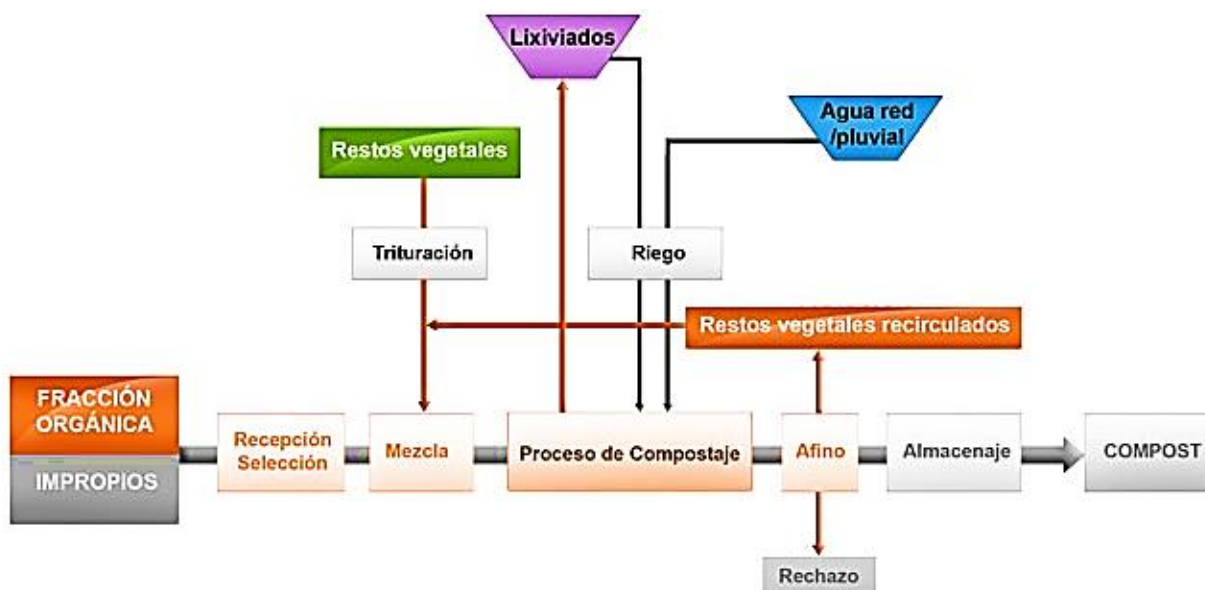 Lixiviados
Agua red
/pluvial
Restos vegetales
Trituración
Riego
Restos vegetales recirculados
FRACCIÓN
ORGÁNICA
IMPROPIOS
Recepción
Selección
Mezcla
Proceso de Compostaje
Afino
Almacenaje
COMPOST
Rechazo